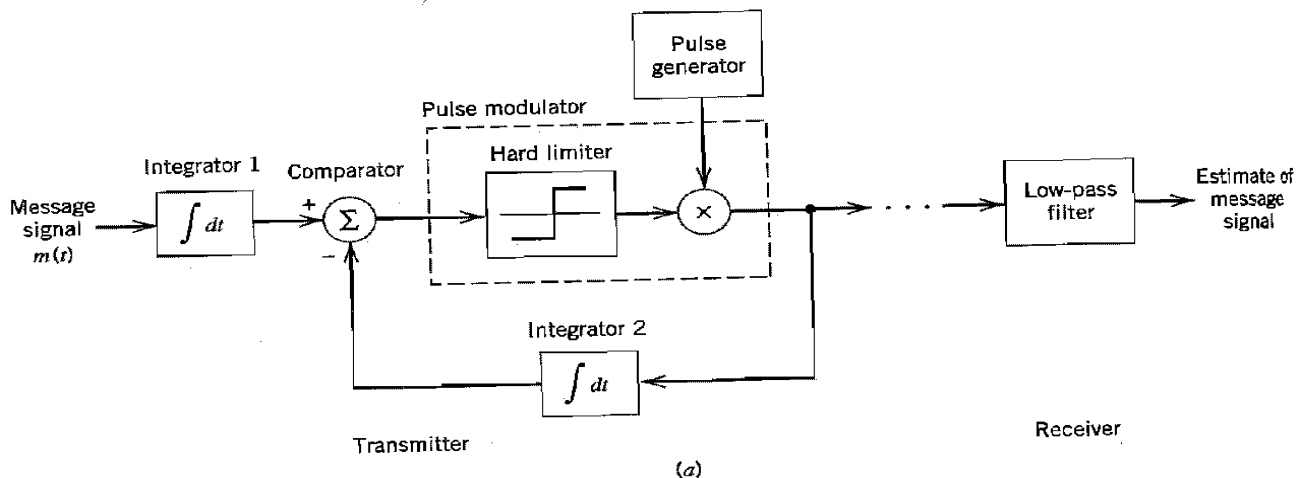 Pulse
generator
Pulse modulator
Integrator 1
Comparator
Hard limiter
Message
signal
m(t)
∫ dt
+
Σ
−
×
Low-pass
filter
Estimate of
message
signal
Integrator 2
∫ dt
Transmitter
Receiver
(a)